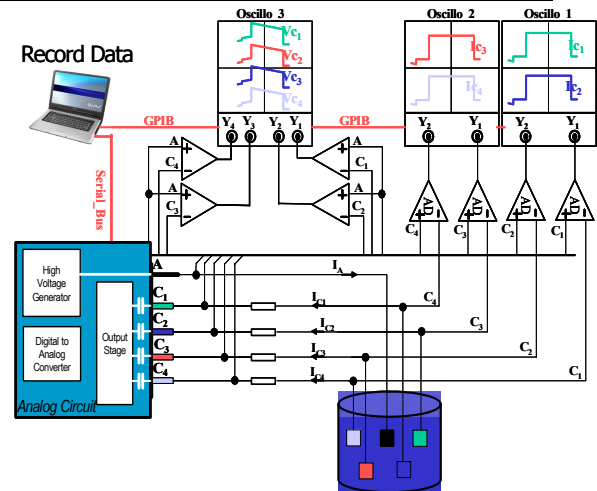 Oscillo 3
Oscillo 2
Oscillo 1
Vc1
Vc2
Vc3
Vc4
Ic3
Ic4
Ic1
Ic2
Record Data
GPIB
Y4 Y3 Y2 Y1
GPIB
Y2 Y1
Y2 Y1
Serial_Bus
A
+
C4
-
A
+
C3
-
A
+
C1
-
A
+
C2
-
AD
+
-
C4
AD
+
-
C3
AD
+
-
C2
AD
+
-
C1
High
Voltage
Generator
Digital to
Analog
Converter
Output
Stage
Analog Circuit
A
C1
C2
C3
C4
IA
IC1
IC2
IC3
IC4
C4
C3
C2
C1